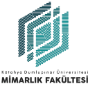 Kütahya Dumlupınar Üniversitesi
MİMARLIK FAKÜLTESİ